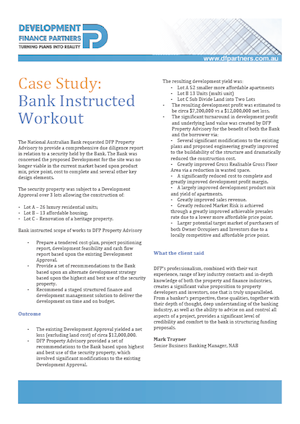 DEVELOPMENT
FINANCE PARTNERS
TURNING PLANS INTO REALITY
www.dfpartners.com.au
Case Study:
Bank Instructed
Workout
The National Australian Bank requested DFP Property
Advisory to provide a comprehensive due diligence report
in relation to a security held by the Bank. The Bank was
concerned the proposed Development for the site was no
longer viable in the current market based upon product
mix, price point, cost to complete and several other key
design elements.
The security property was subject to a Development
Approval over 3 lots allowing the construction of:
- Lot A – 26 luxury residential units.
- Lot B – 13 affordable housing.
- Lot C – Renovation of a heritage property.
Bank instructed scope of works to DFP Property Advisory:
- Prepare a rendered cost-plan, project positioning
report, development feasibility and cash flow
report based upon the existing Development
Approval.
- Provide a set of recommendations to the Bank
based upon an alternate development strategy
based upon the highest and best use of the security
property.
- Recommend a staged structured finance and
development management solution to deliver the
development on time and on budget.
Outcome
- The existing Development Approval yielded a net
loss (excluding land cost) of circa $12,000,000.
- DFP Property Advisory provided a set of
recommendations to the Bank based upon highest
and best use of the security property, which
involved significant modifications to the existing
Development Approval.
The resulting development yield was:
• Lot A 52 smaller more affordable apartments
• Lot B 13 Units (multi unit)
• Lot C Sub Divide Land into Two Lots
- The resulting development profit was estimated to
be circa $9,200,000 vs a $12,000,000 net loss.
- The significant turnaround in development profit
and underlying land value was created by DFP
Property Advisory for the benefit of both the Bank
and the borrower via.
• Several significant modifications to the existing
plans and proposed engineering greatly improved
to the buildability of the structure and dramatically
reduced the construction cost.
• Greatly improved Gross Realisable Gross Floor
Area via a reduction in wasted space.
• A significantly reduced cost to complete and
greatly improved development profit margin.
• A largely improved development product mix
and yield of apartments.
• Greatly improved sales revenue.
• Greatly reduced Market Risk is achieved
through a greatly improved achievable presales
rate due to a lower more affordable price point.
• Larger potential target market of purchasers of
both Owner Occupiers and Investors due to a
locally competitive and affordable price point.
What the client said
DFP's professionalism, combined with their vast
experience, range of key industry contacts and in-depth
knowledge of both the property and finance industries,
creates a significant value proposition to property
developers and investors, one that is truly unparalleled.
From a banker's perspective, these qualities, together with
their depth of thought, deep understanding of the banking
industry, as well as the ability to advise on and control all
aspects of a project, provides a significant level of
credibility and comfort to the bank in structuring funding
proposals.
Mark Trayner
Senior Business Banking Manager, NAB